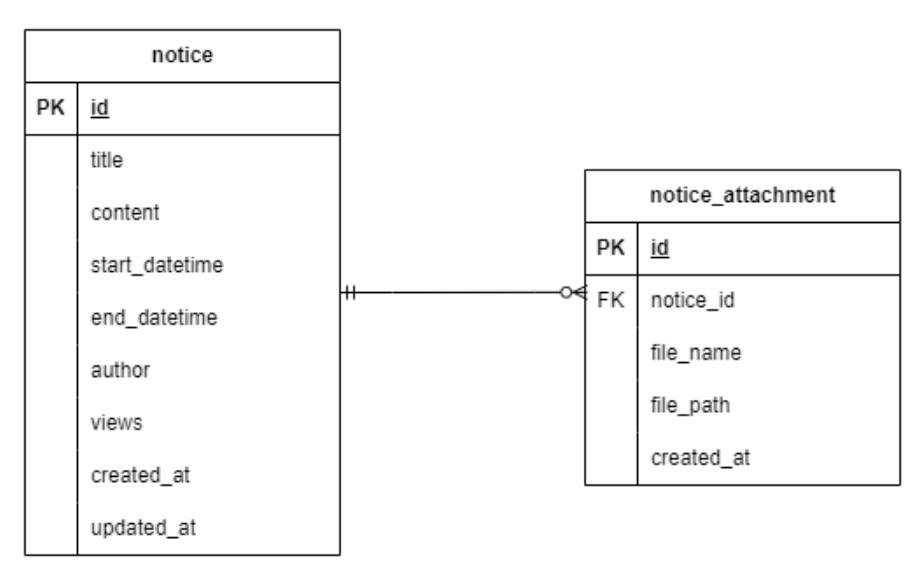 notice
PK id
title
content
start_datetime
end_datetime
author
views
created_at
updated_at
notice_attachment
PK id
FK notice_id
file_name
file_path
created_at